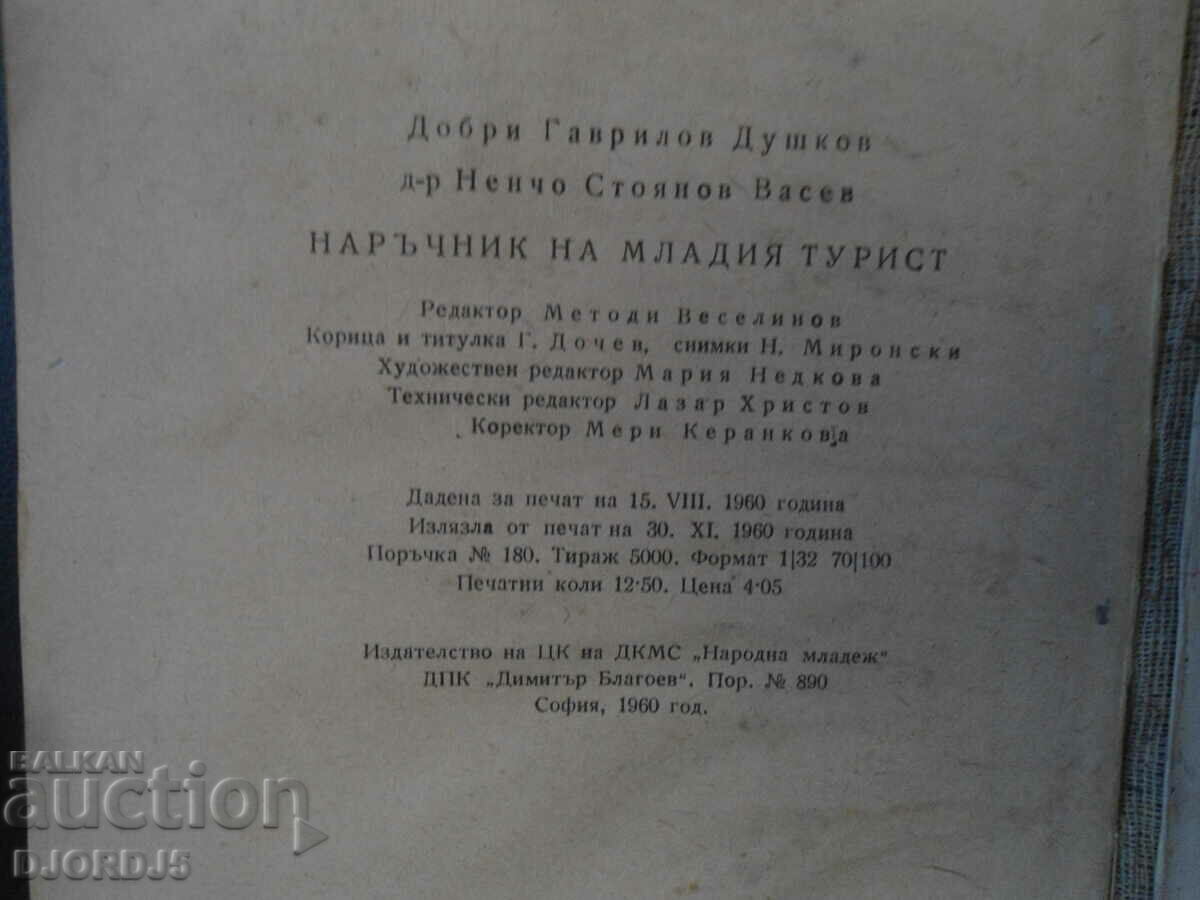 Добри Гаврилов Душков
д-р Ненчо Стоянов Васев
НАРЪЧНИК НА МЛАДИЯ ТУРИСТ
Редактор Методи Веселинов
Корица и титулка Г. Дочев, снимки Н. Миронски
Художествен редактор Мария Недкова
Технически редактор Лазар Христов
Коректор Мери Керанкова
Дадена за печат на 15. VIII. 1960 година
Излязла от печат на 30. XI. 1960 година
Поръчка № 180. Тираж 5000. Формат 1|32 70|100
Печатни коли 12·50. Цена 4·05
Издателство на ЦК на ДКМС „Народна младеж“
ДПК „Димитър Благоев“. Пор. № 890
София, 1960 год.
BALKAN
auction
DJORDJ5